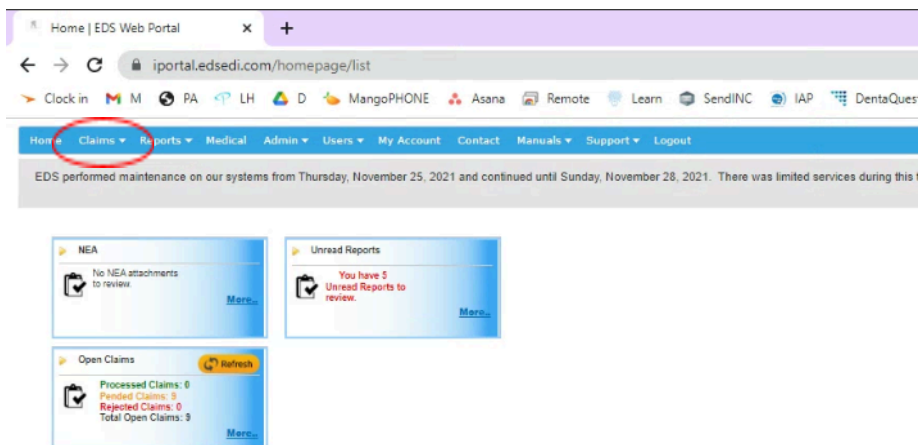 Home | EDS Web Portal
iportal.edsedi.com/homepage/list
Clock in M PA LH D MangoPHONE Asana Remote Learn SendINC IAP DentaQues
Home Claims Reports Medical Admin Users My Account Contact Manuals Support Logout
EDS performed maintenance on our systems from Thursday, November 25, 2021 and continued until Sunday, November 28, 2021. There was limited services during this
NEA
No NEA attachments
to review.
More..
Unread Reports
You have 5
Unread Reports to
review.
More..
Open Claims
Refresh
Processed Claims: 0
Pended Claims: 9
Rejected Claims: 0
Total Open Claims: 9
More..